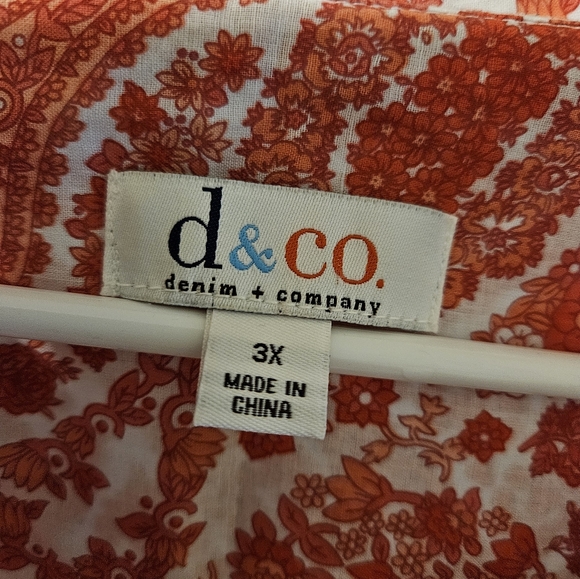 d&co.
denim + company
3X
MADE IN
CHINA